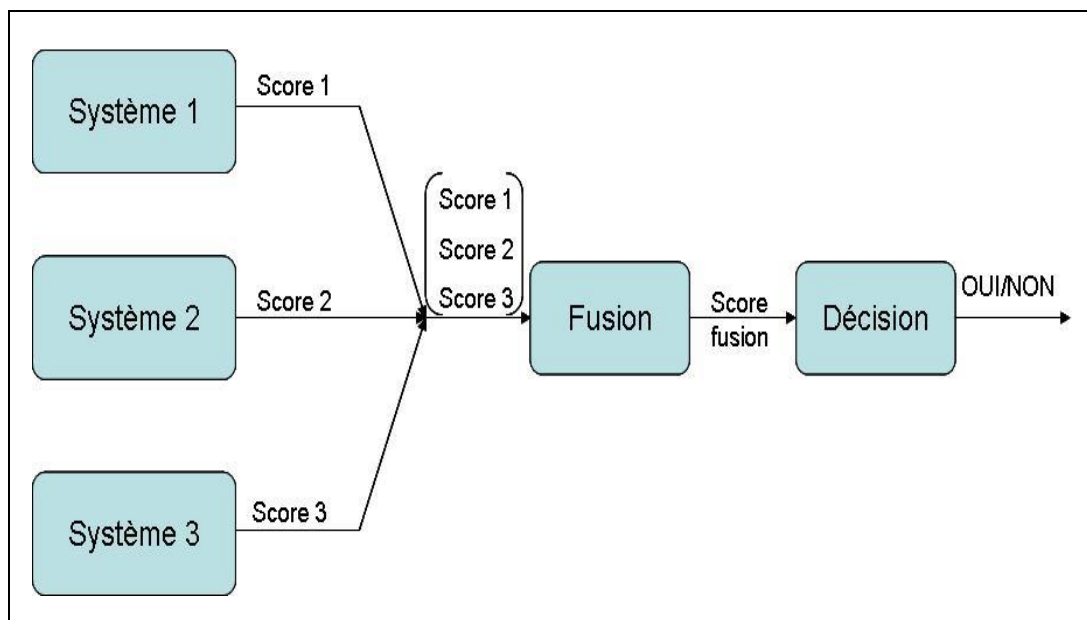 Système 1
Score 1
Système 2
Score 2
Système 3
Score 3
Score 1
Score 2
Score 3
Fusion
Score
fusion
Décision
OUI/NON